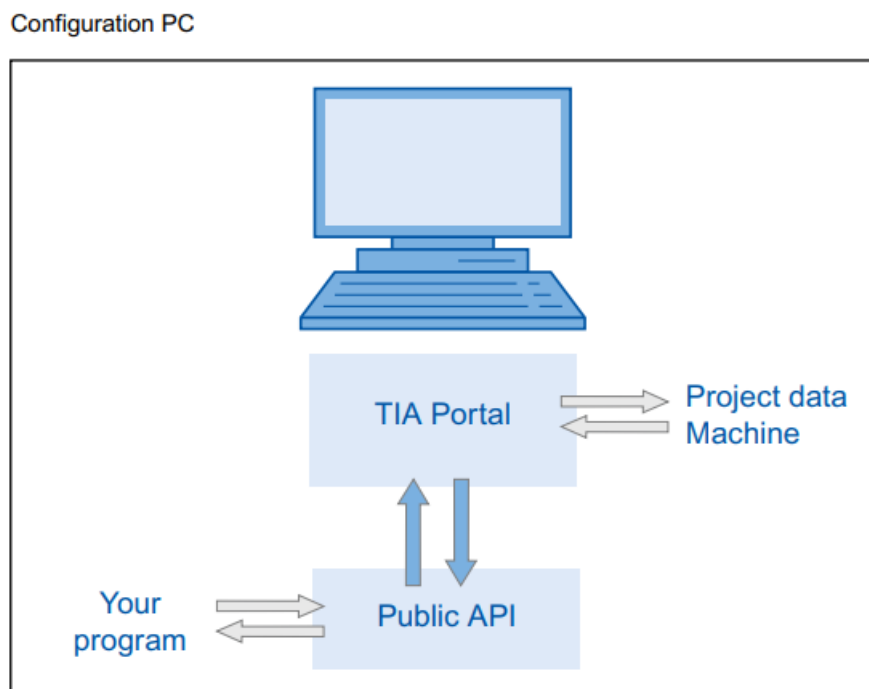 Configuration PC
TIA Portal
Project data
Machine
Your
program
Public API